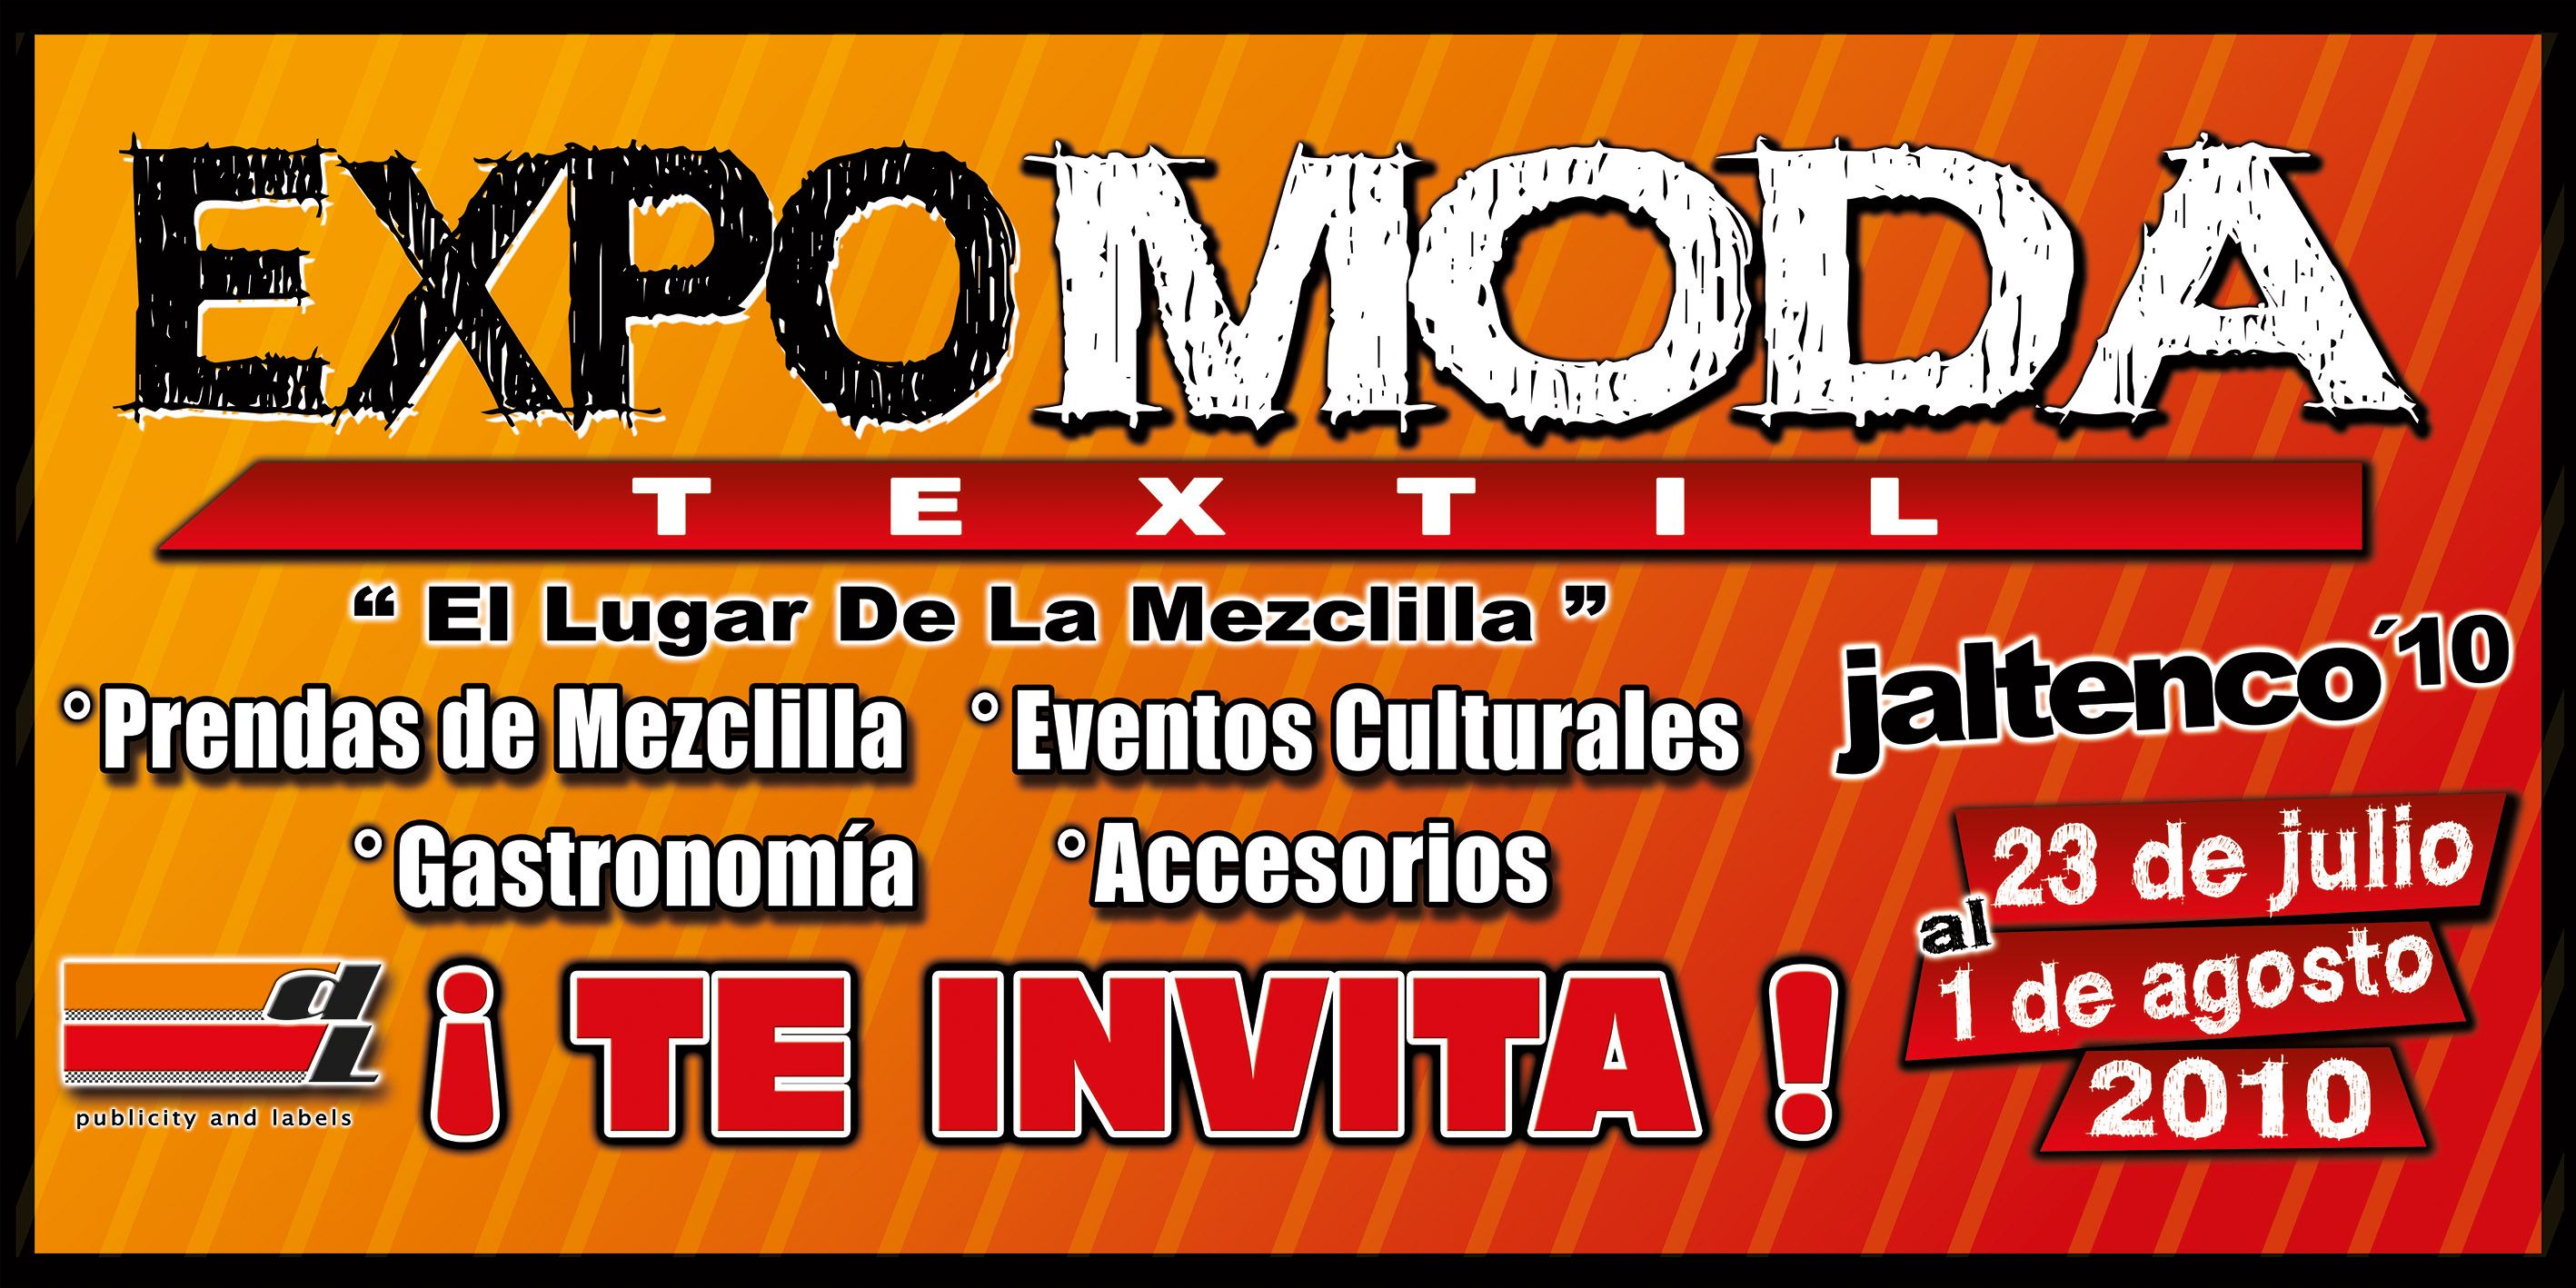 EXPOMODA
TEXTIL
“ El Lugar De La Mezclilla ”
°Prendas de Mezclilla °Eventos Culturales
°Gastronomía °Accesorios
jaltenco´10
23 de julio
al
1 de agosto
2010
dl
publicity and labels
¡ TE INVITA !